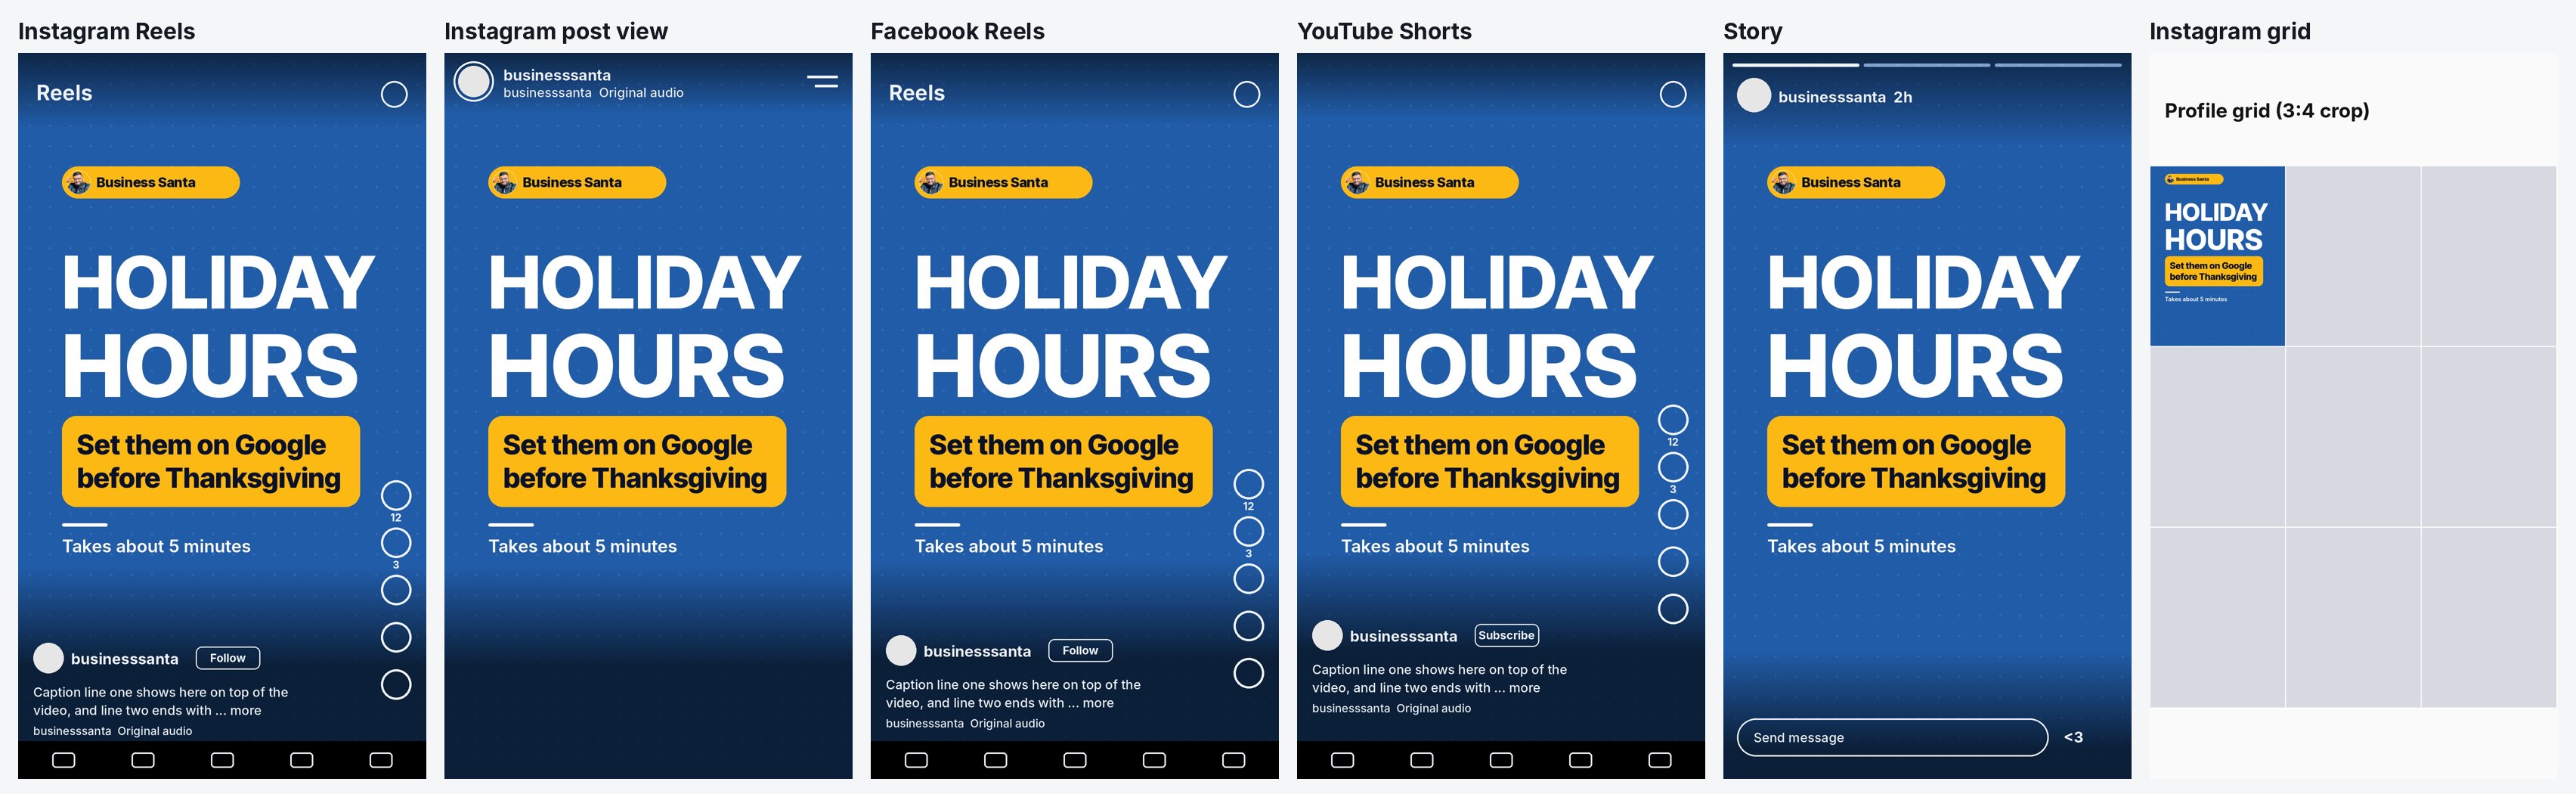 Instagram Reels
Reels
Business Santa
HOLIDAY
HOURS
Set them on Google
before Thanksgiving
Takes about 5 minutes
12
3
businesssanta Follow
Caption line one shows here on top of the
video, and line two ends with ... more
businesssanta Original audio
Instagram post view
businesssanta
businesssanta Original audio
Business Santa
HOLIDAY
HOURS
Set them on Google
before Thanksgiving
Takes about 5 minutes
Facebook Reels
Reels
Business Santa
HOLIDAY
HOURS
Set them on Google
before Thanksgiving
Takes about 5 minutes
12
3
businesssanta Follow
Caption line one shows here on top of the
video, and line two ends with ... more
businesssanta Original audio
YouTube Shorts
Business Santa
HOLIDAY
HOURS
Set them on Google
before Thanksgiving
Takes about 5 minutes
12
3
businesssanta Subscribe
Caption line one shows here on top of the
video, and line two ends with ... more
businesssanta Original audio
Story
businesssanta 2h
Business Santa
HOLIDAY
HOURS
Set them on Google
before Thanksgiving
Takes about 5 minutes
Send message <3
Instagram grid
Profile grid (3:4 crop)
Business Santa
HOLIDAY
HOURS
Set them on Google
before Thanksgiving
Takes about 5 minutes